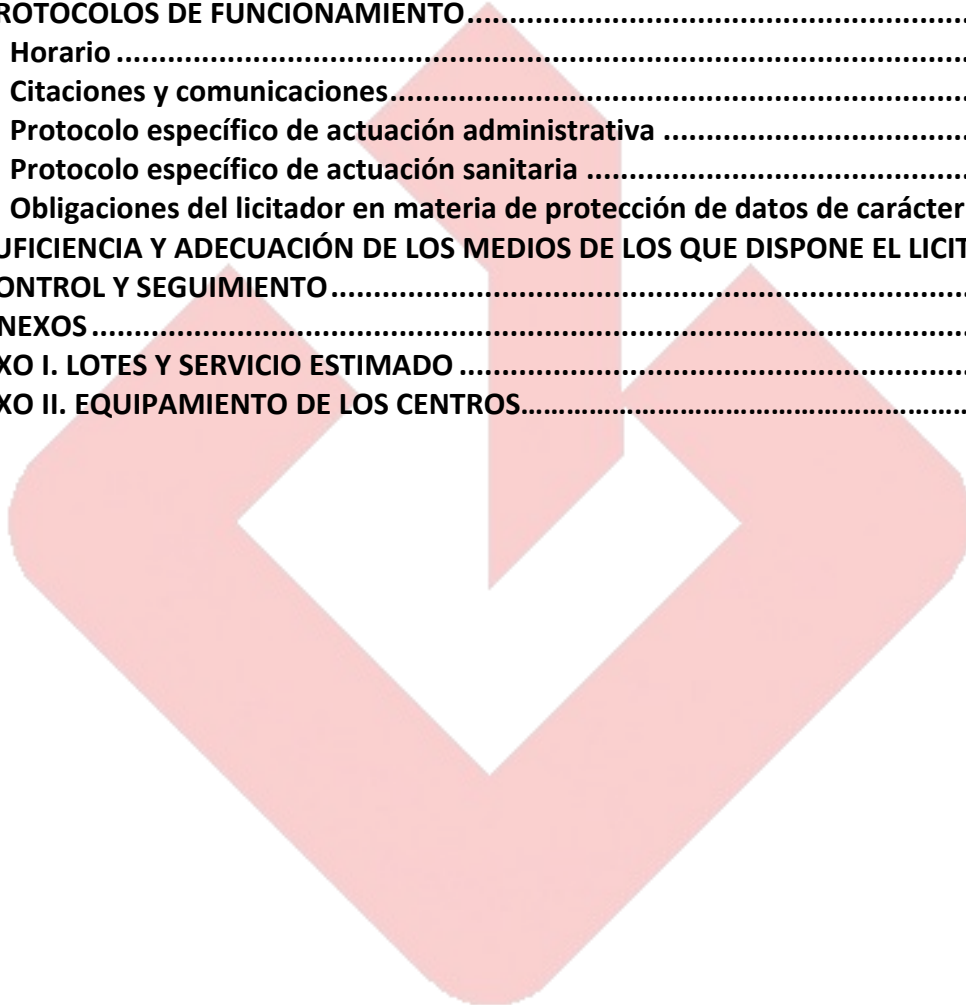 ROTOCOLOS DE FUNCIONAMIENTO
Horario
Citaciones y comunicaciones
Protocolo específico de actuación administrativa
Protocolo específico de actuación sanitaria
Obligaciones del licitador en materia de protección de datos de carácter
UFICIENCIA Y ADECUACIÓN DE LOS MEDIOS DE LOS QUE DISPONE EL LICIT
ONTROL Y SEGUIMIENTO
NEXOS
XO I. LOTES Y SERVICIO ESTIMADO
XO II. EQUIPAMIENTO DE LOS CENTROS